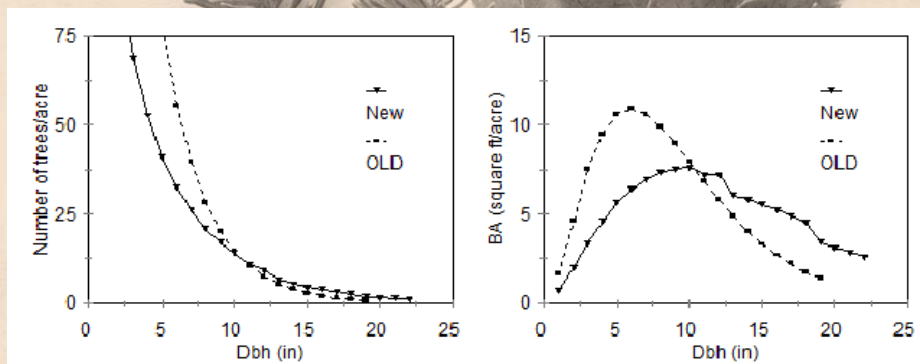 Number of trees/acre
75
50
25
0
0 5 10 15 20 25
Dbh (in)
New
OLD
BA (square ft/acre)
15
10
5
0
0 5 10 15 20 25
Dbh (in)
New
OLD